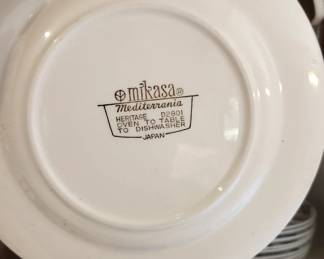 mikasa®
Mediterrania
HERITAGE D2801
OVEN TO TABLE
TO DISHWASHER
JAPAN